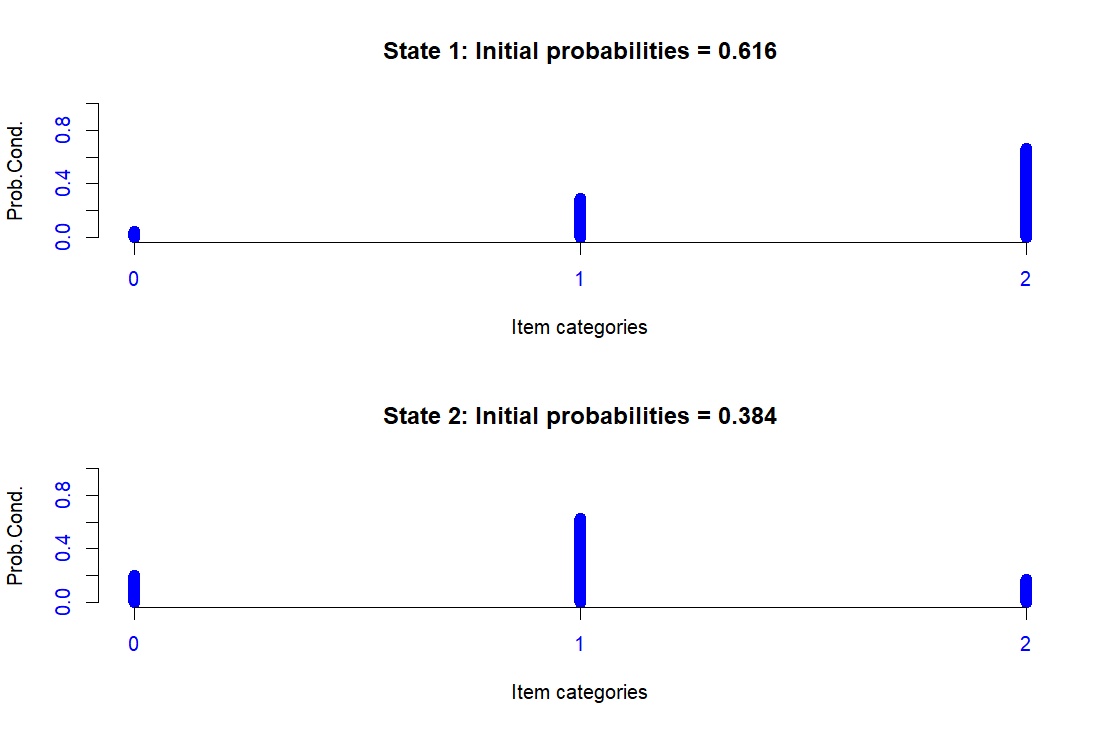 State 1: Initial probabilities = 0.616
Prob.Cond.
0.8
0.4
0.0
0 1 2
Item categories
State 2: Initial probabilities = 0.384
Prob.Cond.
0.8
0.4
0.0
0 1 2
Item categories